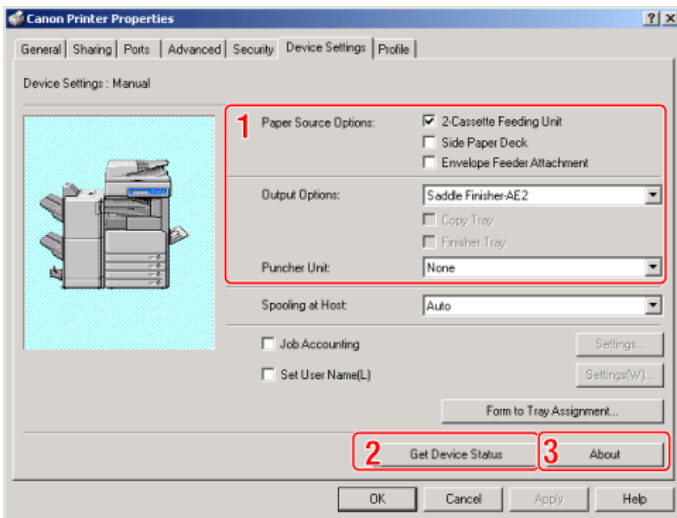 Canon Printer Properties
General Sharing Ports Advanced Security Device Settings Profile
Device Settings : Manual
1 Paper Source Options: 2-Cassette Feeding Unit
Side Paper Deck
Envelope Feeder Attachment
Output Options: Saddle Finisher-AE2
Copy Tray
Finisher Tray
Puncher Unit: None
Spooling at Host: Auto
Job Accounting Settings...
Set User Name(L) Settings(W)...
Form to Tray Assignment...
2 Get Device Status 3 About
OK Cancel Apply Help